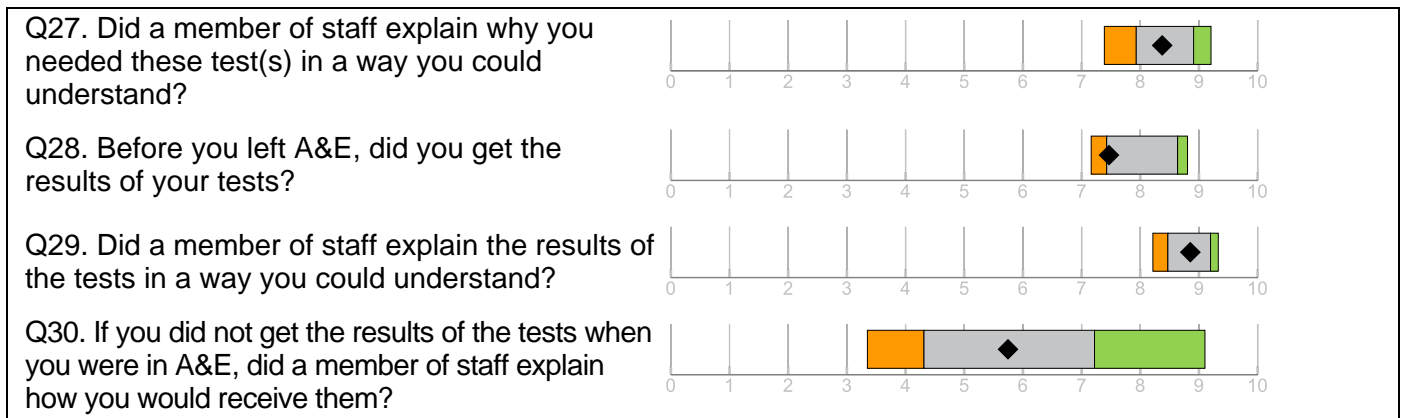 Q27. Did a member of staff explain why you
needed these test(s) in a way you could
understand?
0 1 2 3 4 5 6 7 8 9 10
Q28. Before you left A&E, did you get the
results of your tests?
0 1 2 3 4 5 6 7 8 9 10
Q29. Did a member of staff explain the results of
the tests in a way you could understand?
0 1 2 3 4 5 6 7 8 9 10
Q30. If you did not get the results of the tests when
you were in A&E, did a member of staff explain
how you would receive them?
0 1 2 3 4 5 6 7 8 9 10